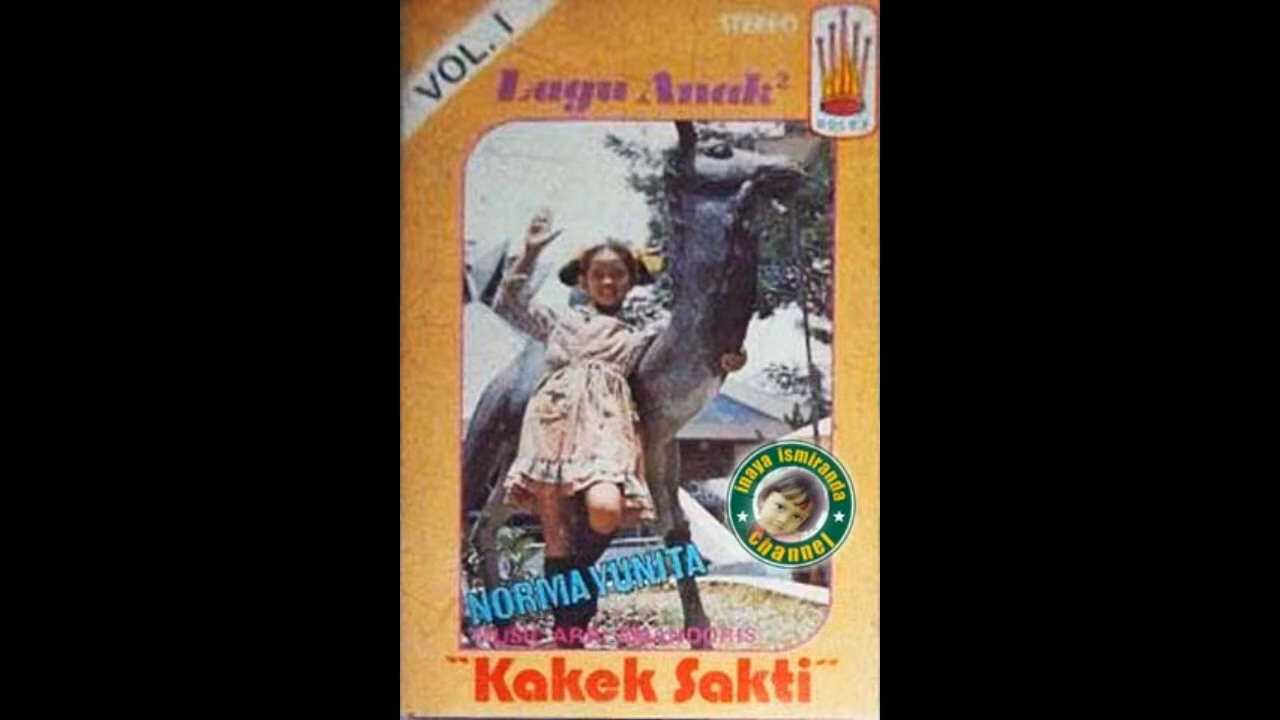 VOL. I
STEREO
Lagu Anak²
inaya ismiranda
channel
NORMA YUNITA
"Kakek Sakti"